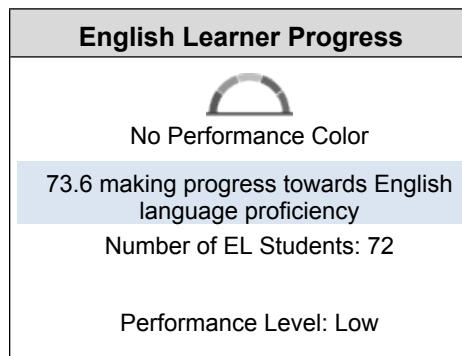 English Learner Progress
No Performance Color
73.6 making progress towards English
language proficiency
Number of EL Students: 72
Performance Level: Low